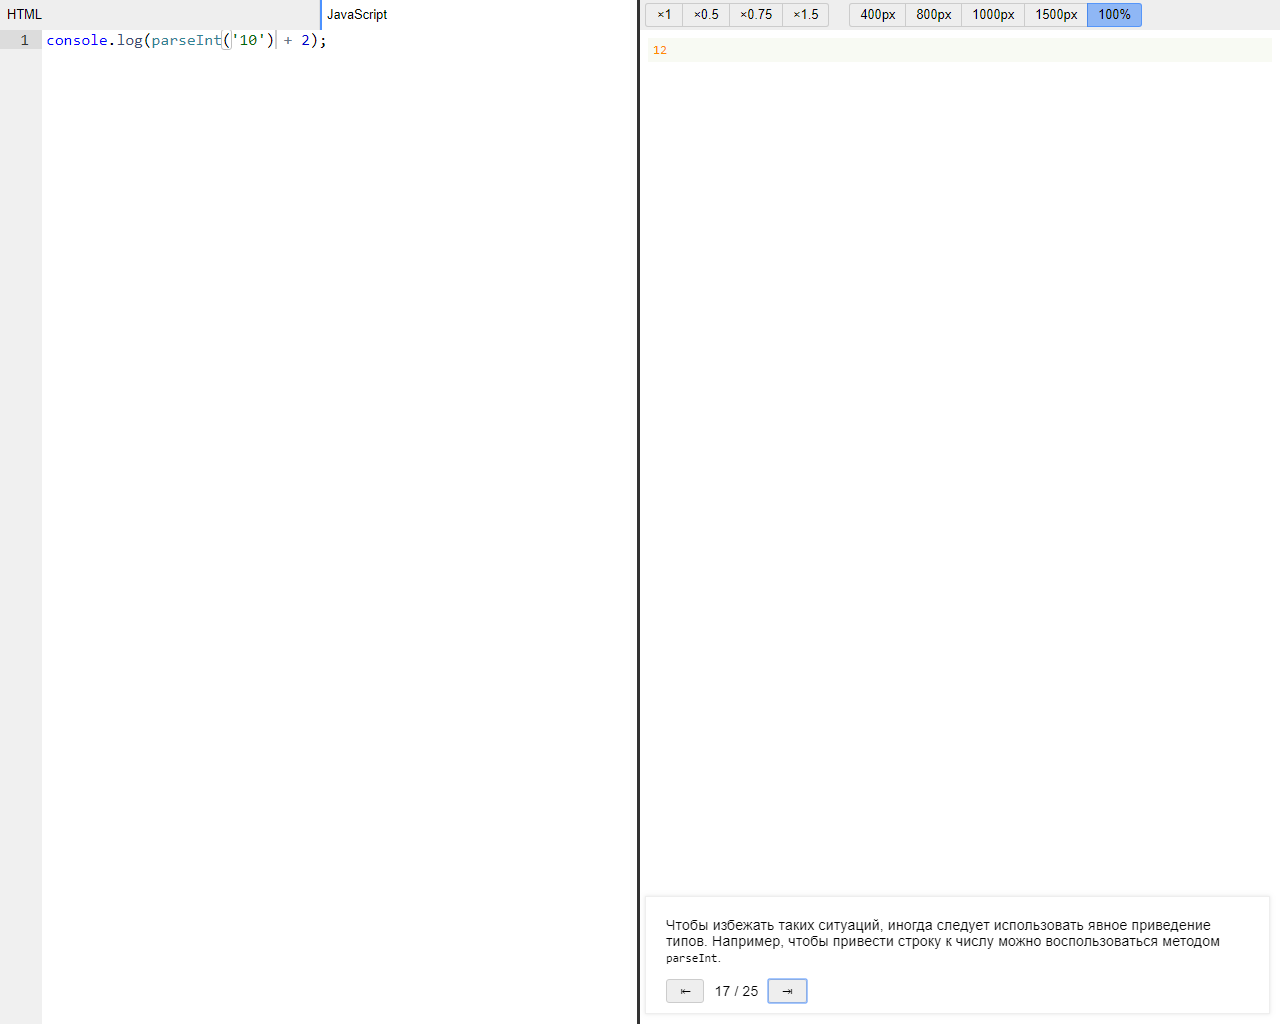 HTML
JavaScript
×1 ×0.5 ×0.75 ×1.5 400px 800px 1000px 1500px 100%
1 console.log(parseInt('10') + 2);
12
Чтобы избежать таких ситуаций, иногда следует использовать явное приведение
типов. Например, чтобы привести строку к числу можно воспользоваться методом
parseInt.
⇤ 17 / 25 ⇥